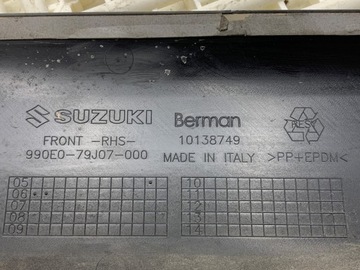 SUZUKI Berman
FRONT -RHS- 10138749
990E0-79J07-000 MADE IN ITALY >PP+EPDM<
05 10
06
07 12
08 13
09 14